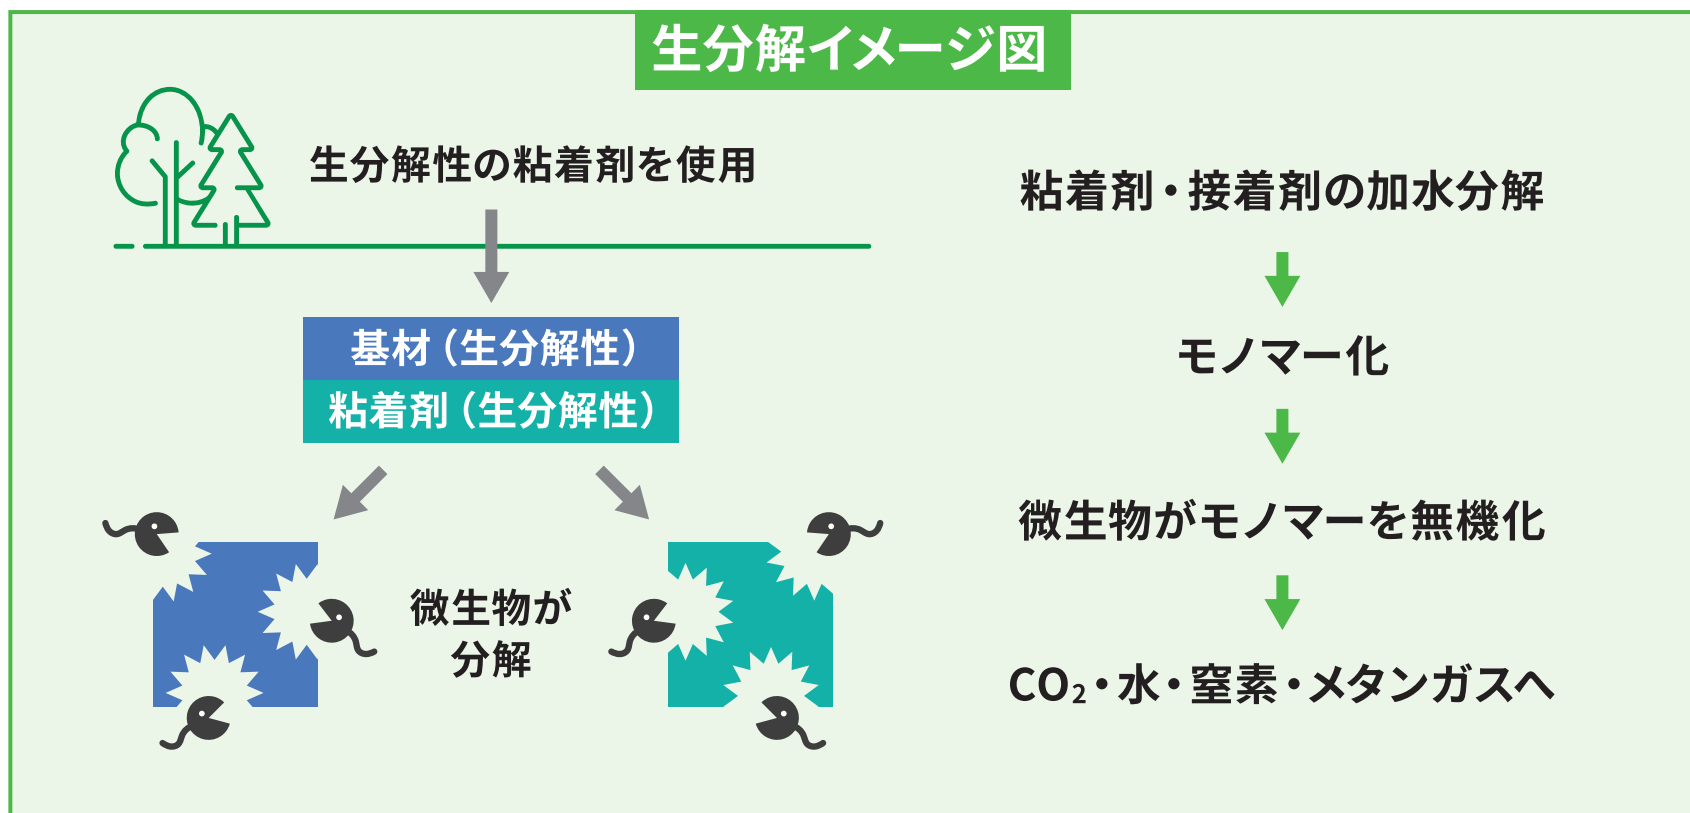 生分解イメージ図
生分解性の粘着剤を使用
基材（生分解性）
粘着剤（生分解性）
微生物が
分解
粘着剤・接着剤の加水分解
モノマー化
微生物がモノマーを無機化
CO₂・水・窒素・メタンガスへ